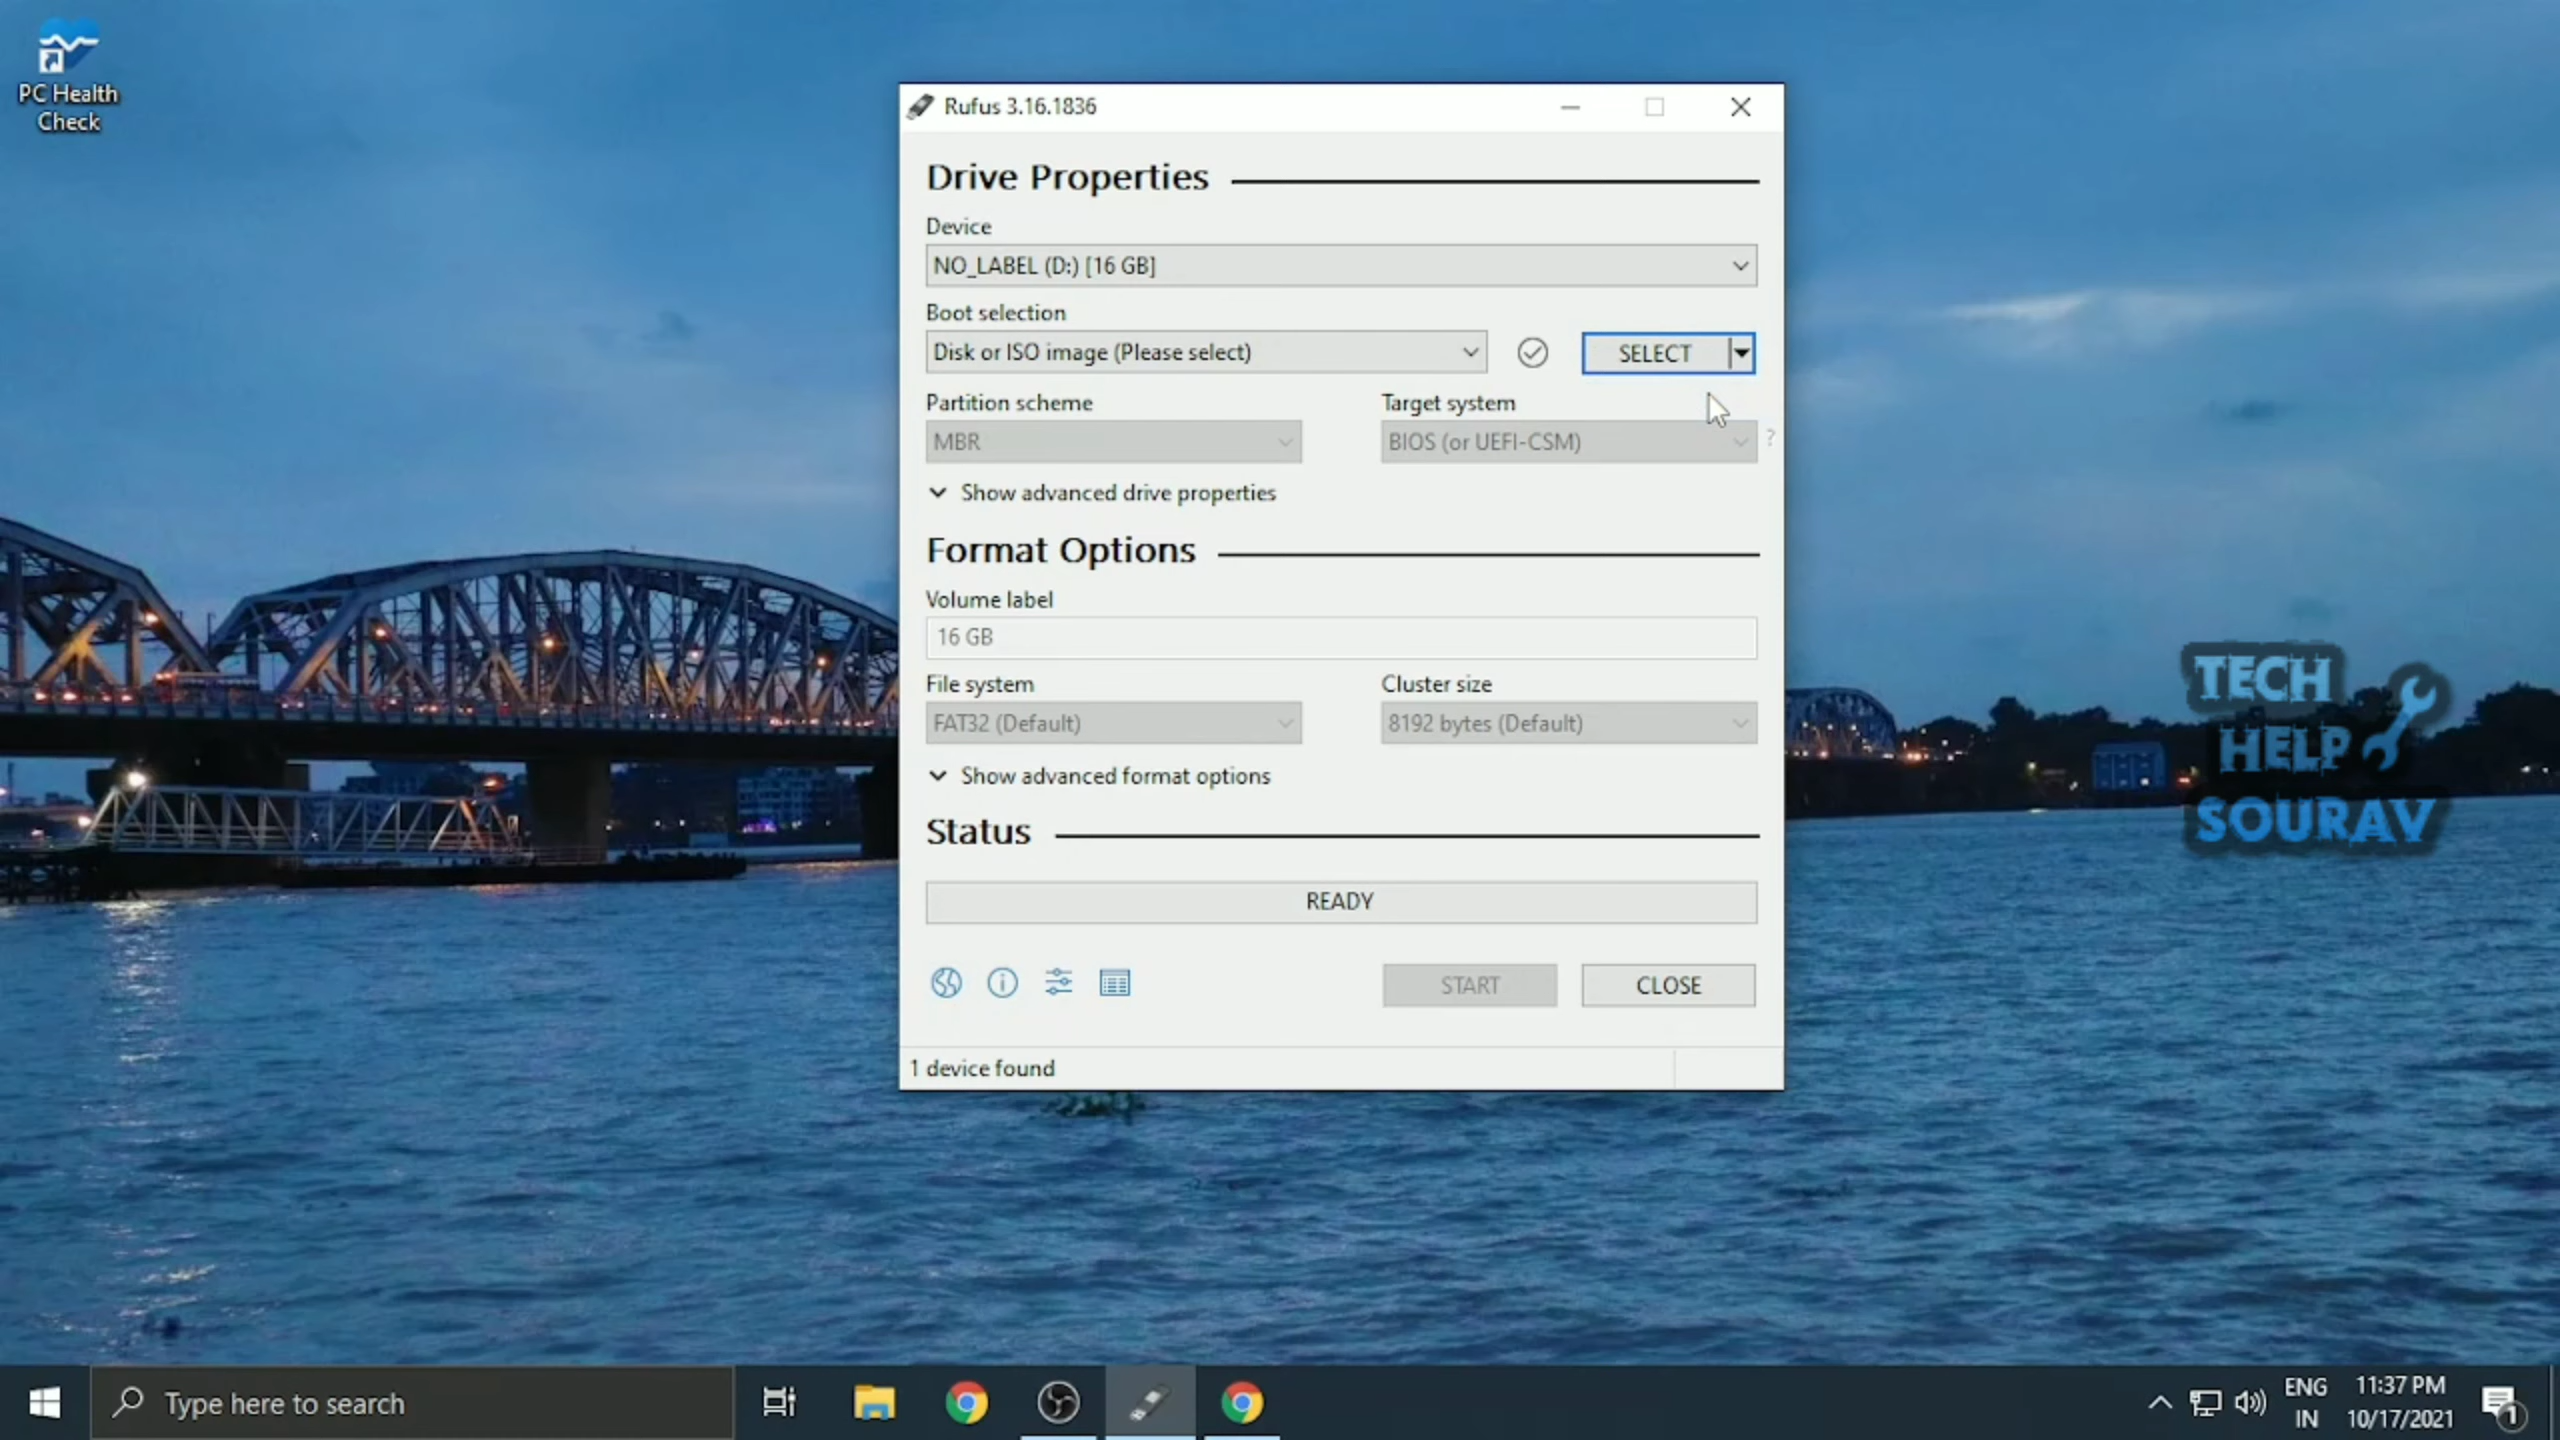 PC Health
Check
Rufus 3.16.1836
Drive Properties
Device
NO_LABEL (D:) [16 GB]
Boot selection
Disk or ISO image (Please select)
SELECT
Partition scheme
Target system
MBR
BIOS (or UEFI-CSM)
?
Show advanced drive properties
Format Options
Volume label
16 GB
File system
Cluster size
FAT32 (Default)
8192 bytes (Default)
Show advanced format options
Status
READY
START
CLOSE
1 device found
TECH
HELP
SOURAV
Type here to search
ENG
IN
11:37 PM
10/17/2021
1